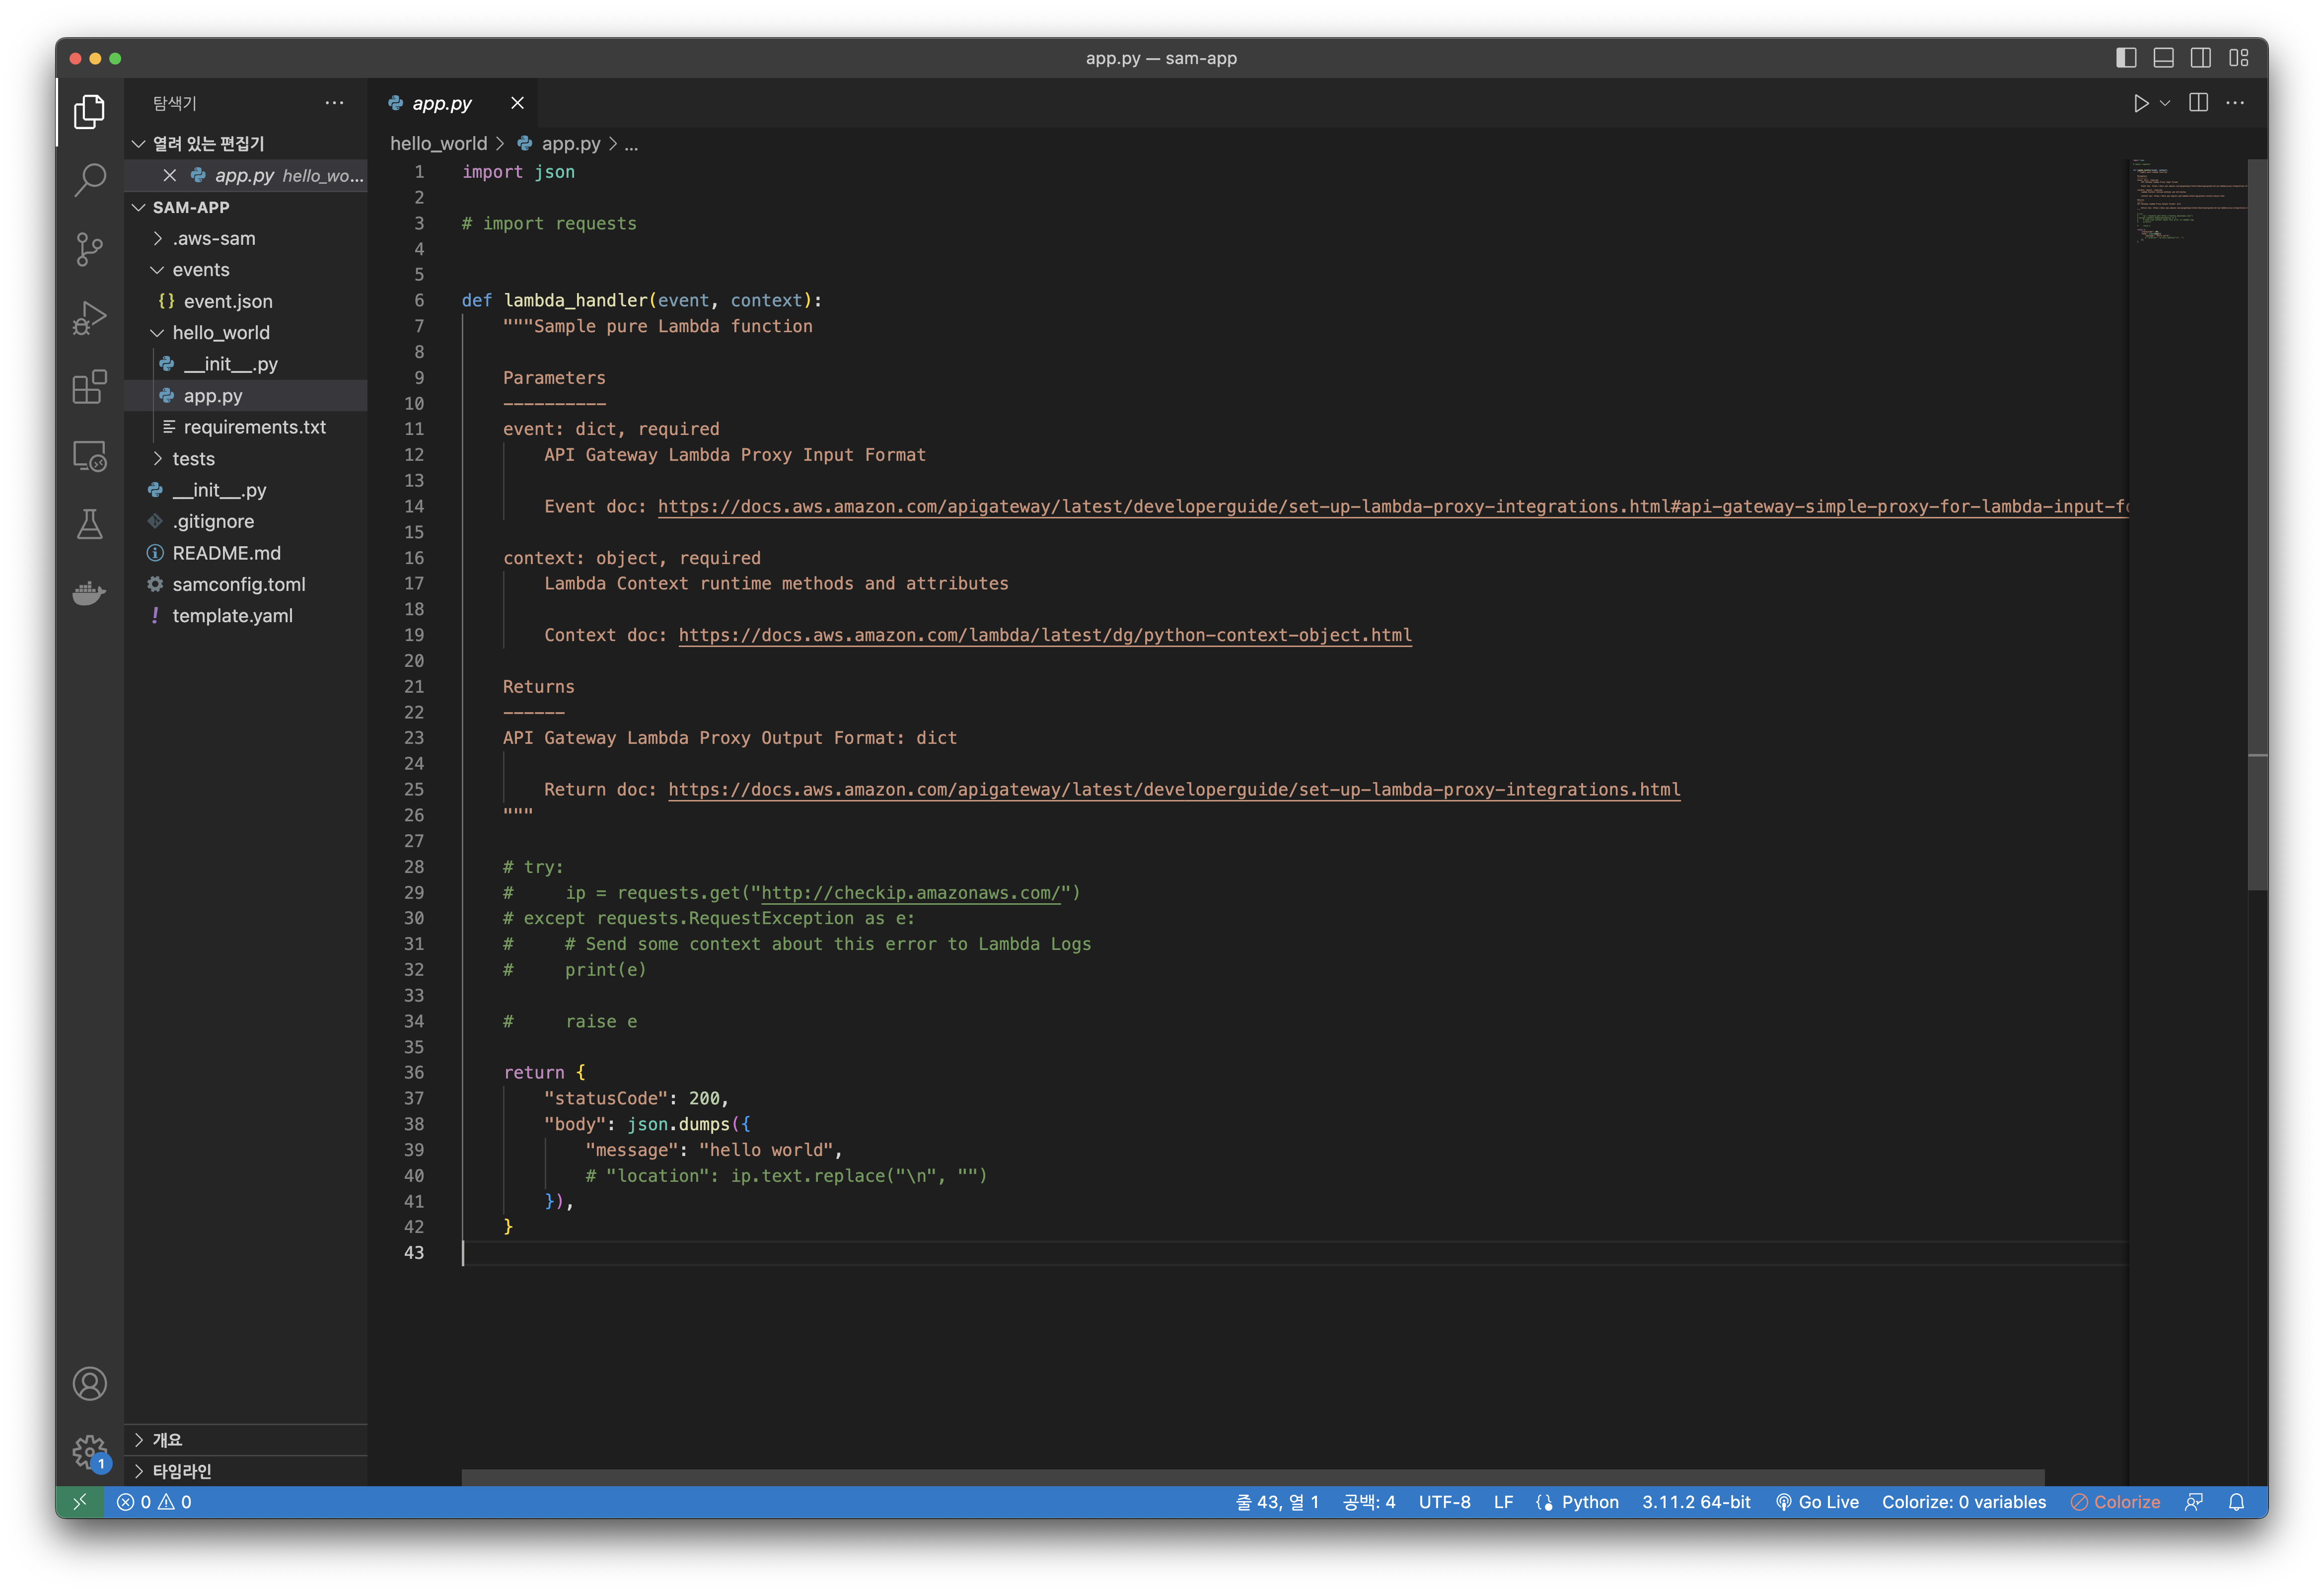 app.py — sam-app
탐색기
app.py
열려 있는 편집기
app.py hello_wo...
SAM-APP
.aws-sam
events
{} event.json
hello_world
__init__.py
app.py
requirements.txt
tests
__init__.py
.gitignore
README.md
samconfig.toml
! template.yaml
개요
타임라인
1
hello_world > app.py > ...
1 import json
2
3 # import requests
4
5
6 def lambda_handler(event, context):
7 """Sample pure Lambda function
8
9 Parameters
10 ----------
11 event: dict, required
12 API Gateway Lambda Proxy Input Format
13
14 Event doc: https://docs.aws.amazon.com/apigateway/latest/developerguide/set-up-lambda-proxy-integrations.html#api-gateway-simple-proxy-for-lambda-input-fo
15
16 context: object, required
17 Lambda Context runtime methods and attributes
18
19 Context doc: https://docs.aws.amazon.com/lambda/latest/dg/python-context-object.html
20
21 Returns
22 ------
23 API Gateway Lambda Proxy Output Format: dict
24
25 Return doc: https://docs.aws.amazon.com/apigateway/latest/developerguide/set-up-lambda-proxy-integrations.html
26 """
27
28 # try:
29 #     ip = requests.get("http://checkip.amazonaws.com/")
30 # except requests.RequestException as e:
31 #     # Send some context about this error to Lambda Logs
32 #     print(e)
33
34 #     raise e
35
36 return {
37 "statusCode": 200,
38 "body": json.dumps({
39 "message": "hello world",
40 # "location": ip.text.replace("\n", "")
41 }),
42 }
43
0 0 줄 43, 열 1 공백: 4 UTF-8 LF {} Python 3.11.2 64-bit Go Live Colorize: 0 variables Colorize